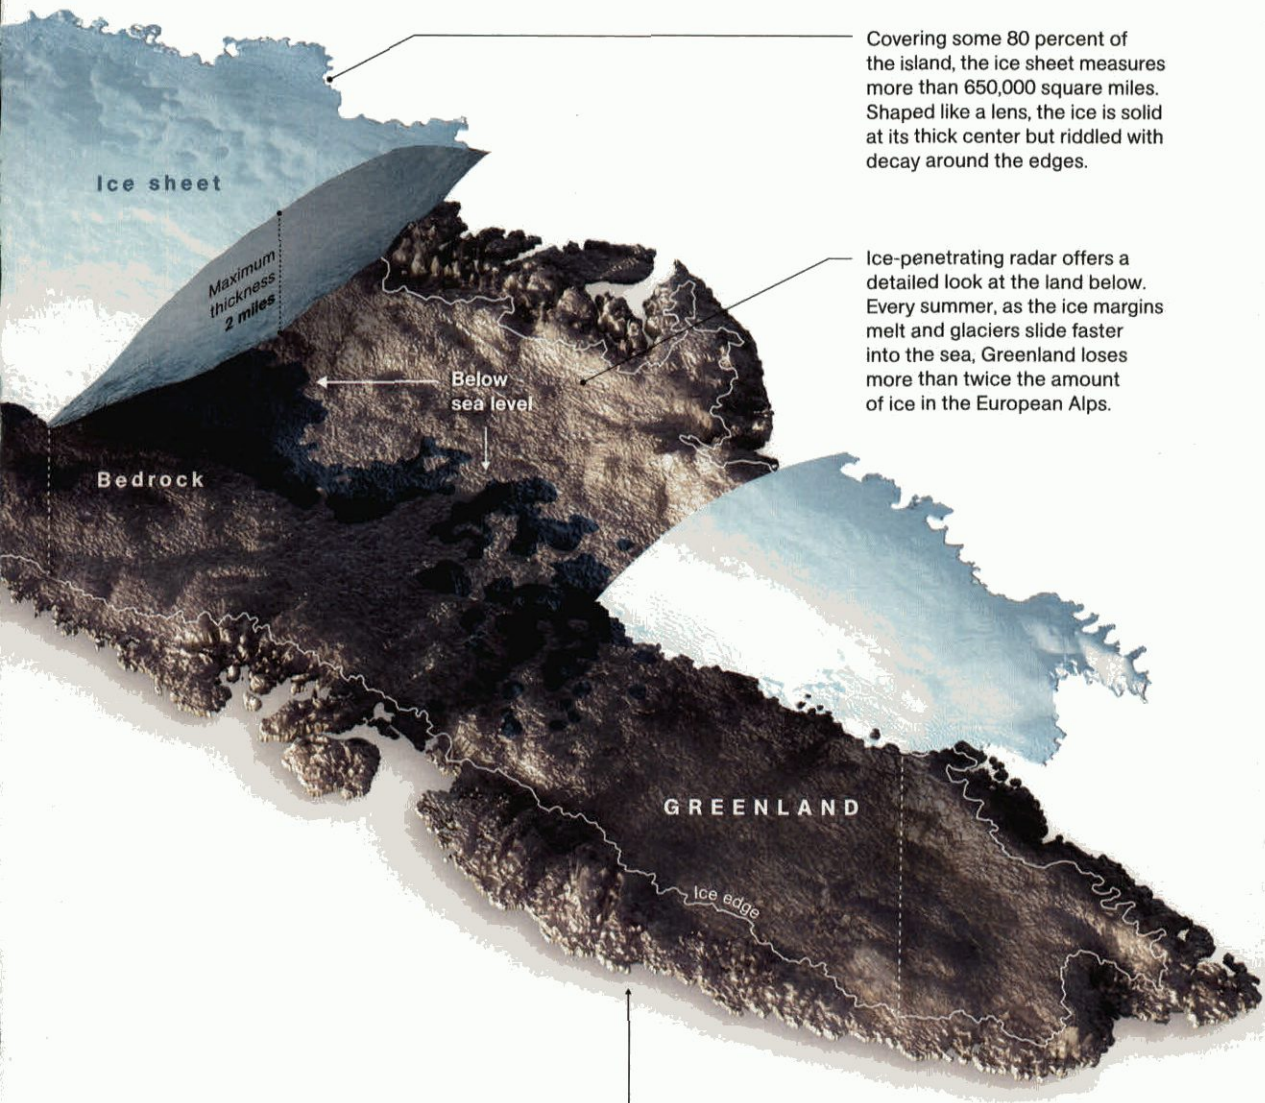 Covering some 80 percent of
the island, the ice sheet measures
more than 650,000 square miles.
Shaped like a lens, the ice is solid
at its thick center but riddled with
decay around the edges.
Ice sheet
Maximum
thickness
2 miles
Ice-penetrating radar offers a
detailed look at the land below.
Every summer, as the ice margins
melt and glaciers slide faster
into the sea, Greenland loses
more than twice the amount
of ice in the European Alps.
Below
sea level
Bedrock
GREENLAND
Ice edge